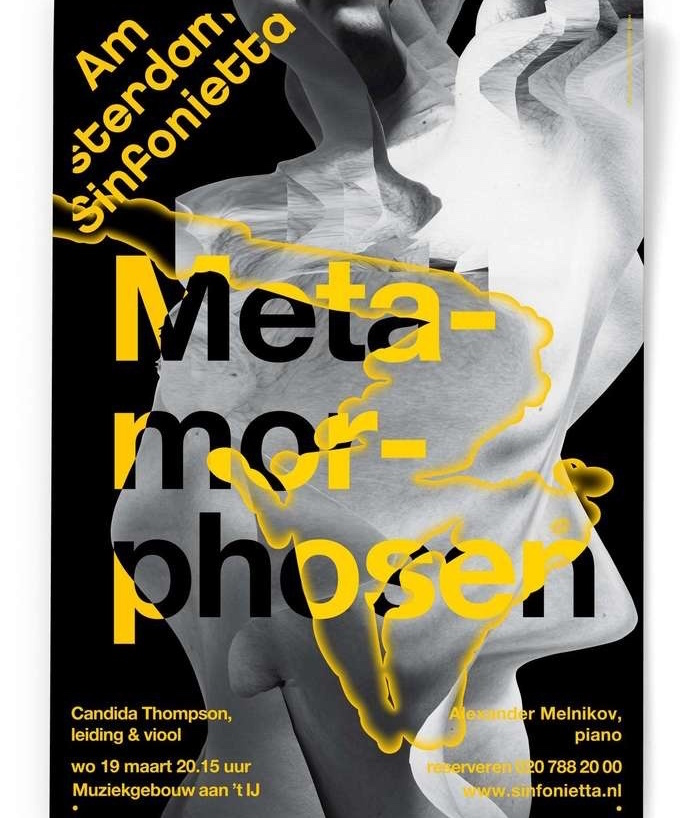 Am
sterdam
Sinfonietta
Meta-
mor-
phosen
Candida Thompson,
leiding & viool
wo 19 maart 20.15 uur
Muziekgebouw aan 't IJ
Alexander Melnikov,
piano
reserveren 020 788 20 00
www.sinfonietta.nl